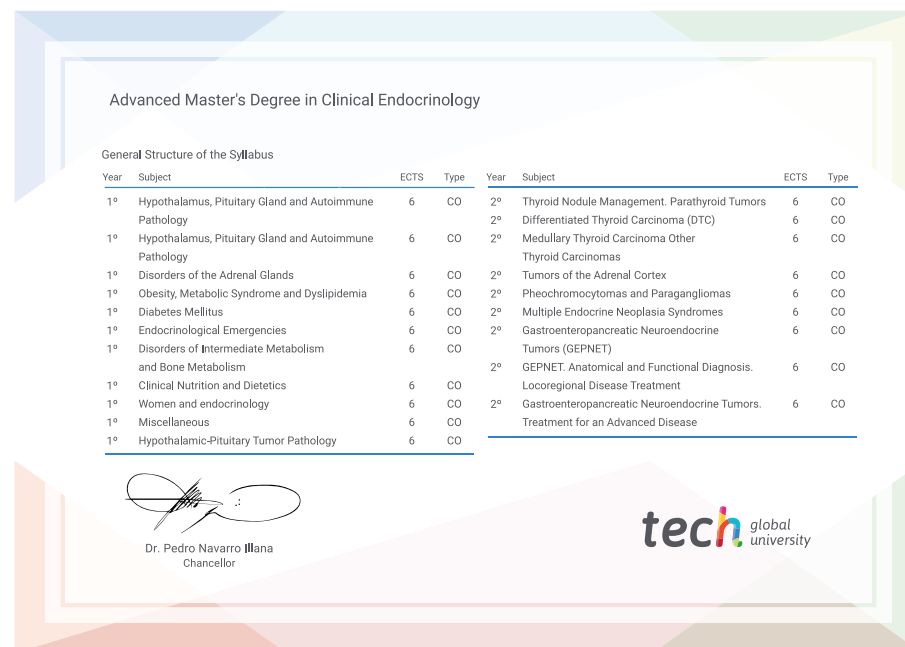 Advanced Master's Degree in Clinical Endocrinology
General Structure of the Syllabus
Year Subject ECTS Type
1º Hypothalamus, Pituitary Gland and Autoimmune 6 CO
Pathology
1º Hypothalamus, Pituitary Gland and Autoimmune 6 CO
Pathology
1º Disorders of the Adrenal Glands 6 CO
1º Obesity, Metabolic Syndrome and Dyslipidemia 6 CO
1º Diabetes Mellitus 6 CO
1º Endocrinological Emergencies 6 CO
1º Disorders of Intermediate Metabolism 6 CO
and Bone Metabolism
1º Clinical Nutrition and Dietetics 6 CO
1º Women and endocrinology 6 CO
1º Miscellaneous 6 CO
1º Hypothalamic-Pituitary Tumor Pathology 6 CO
Year Subject ECTS Type
2º Thyroid Nodule Management. Parathyroid Tumors 6 CO
2º Differentiated Thyroid Carcinoma (DTC) 6 CO
2º Medullary Thyroid Carcinoma Other 6 CO
Thyroid Carcinomas
2º Tumors of the Adrenal Cortex 6 CO
2º Pheochromocytomas and Paragangliomas 6 CO
2º Multiple Endocrine Neoplasia Syndromes 6 CO
2º Gastroenteropancreatic Neuroendocrine 6 CO
Tumors (GEPNET)
2º GEPNET. Anatomical and Functional Diagnosis. 6 CO
Locoregional Disease Treatment
2º Gastroenteropancreatic Neuroendocrine Tumors. 6 CO
Treatment for an Advanced Disease
Dr. Pedro Navarro Illana
Chancellor
tech global
university